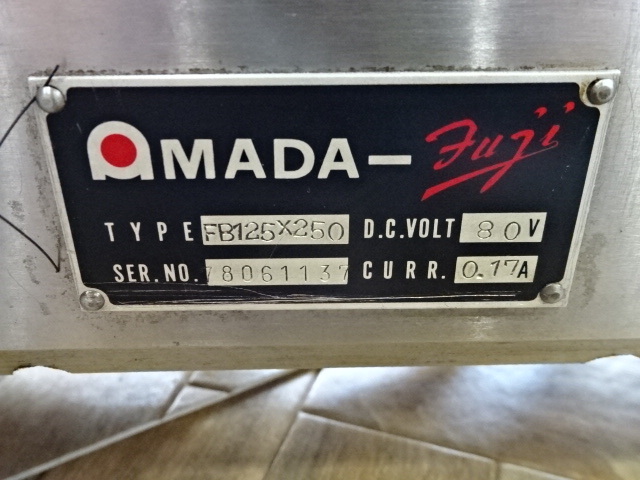 AMADA-Fuji
TYPE FB125X250 D.C.VOLT 80V
SER.NO. 78061137 CURR. 0.17A